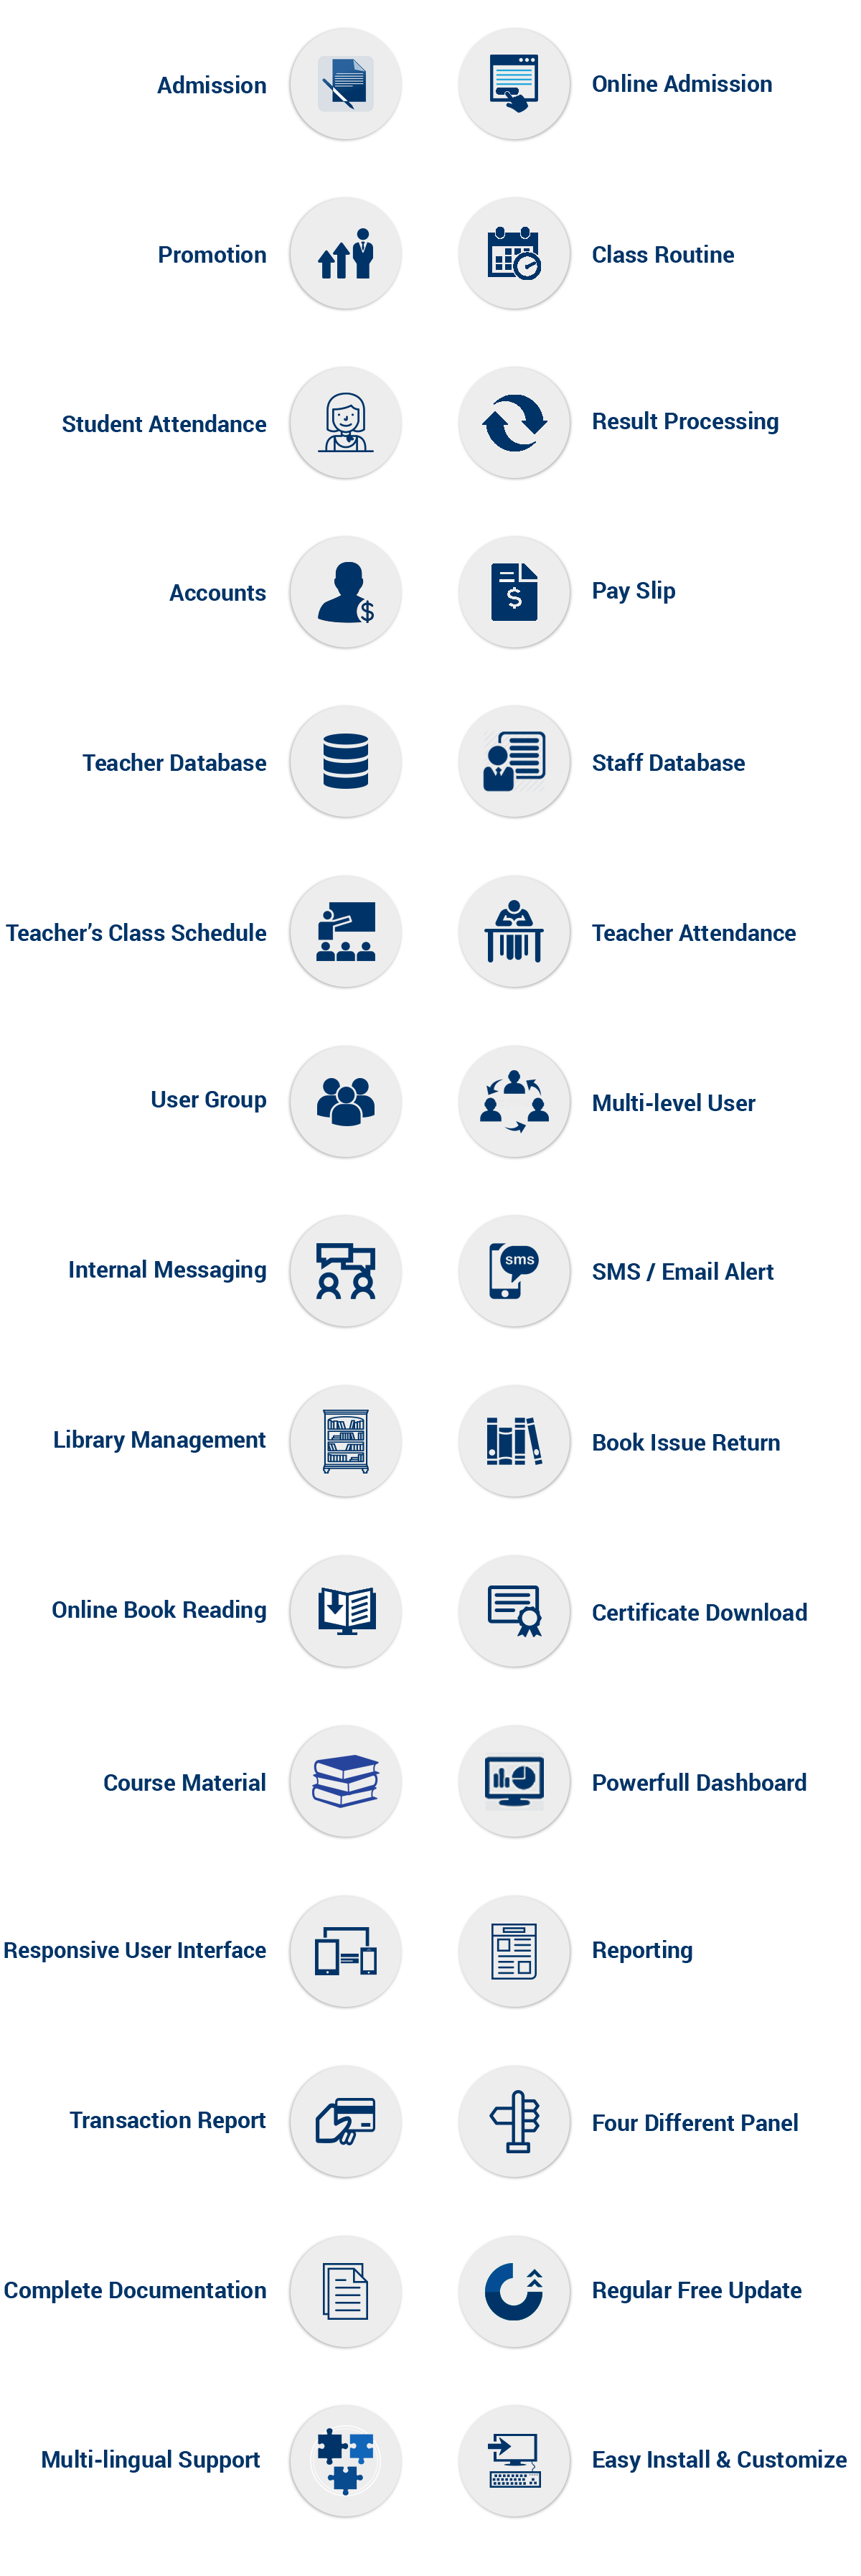 Admission
Online Admission
Promotion
Class Routine
Student Attendance
Result Processing
Accounts
$
Pay Slip
$
Teacher Database
Staff Database
Teacher’s Class Schedule
Teacher Attendance
User Group
Multi-level User
Internal Messaging
sms
SMS / Email Alert
Library Management
Book Issue Return
Online Book Reading
Certificate Download
Course Material
Powerfull Dashboard
Responsive User Interface
Reporting
Transaction Report
Four Different Panel
Complete Documentation
Regular Free Update
Multi-lingual Support
Easy Install & Customize